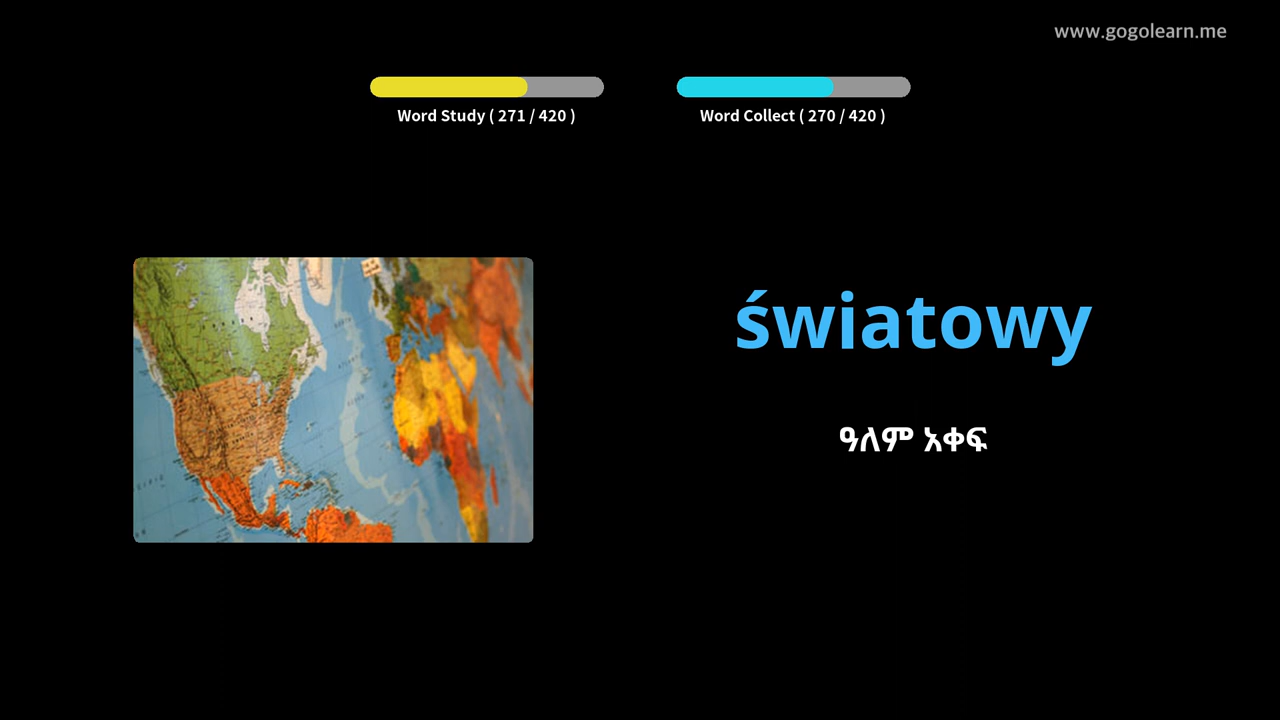 www.gogolearn.me
Word Study ( 271 / 420 )
Word Collect ( 270 / 420 )
światowy
ዓለም አቀፍ